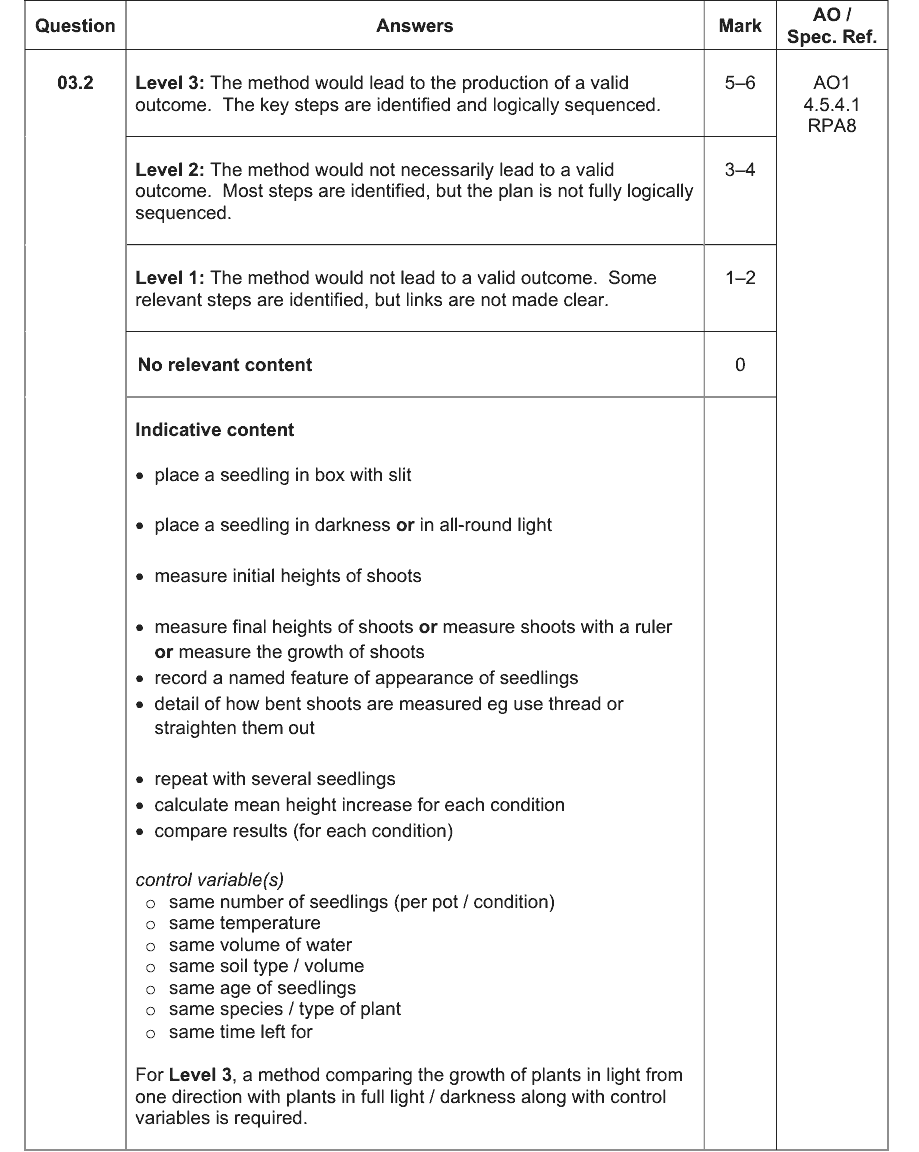 Question Answers Mark AO /
Spec. Ref.
03.2 Level 3: The method would lead to the production of a valid 5–6 AO1
outcome.  The key steps are identified and logically sequenced. 4.5.4.1
RPA8
Level 2: The method would not necessarily lead to a valid 3–4
outcome.  Most steps are identified, but the plan is not fully logically
sequenced.
Level 1: The method would not lead to a valid outcome.  Some 1–2
relevant steps are identified, but links are not made clear.
No relevant content 0
Indicative content
• place a seedling in box with slit
• place a seedling in darkness or in all-round light
• measure initial heights of shoots
• measure final heights of shoots or measure shoots with a ruler
or measure the growth of shoots
• record a named feature of appearance of seedlings
• detail of how bent shoots are measured eg use thread or
straighten them out
• repeat with several seedlings
• calculate mean height increase for each condition
• compare results (for each condition)
control variable(s)
o same number of seedlings (per pot / condition)
o same temperature
o same volume of water
o same soil type / volume
o same age of seedlings
o same species / type of plant
o same time left for
For Level 3, a method comparing the growth of plants in light from
one direction with plants in full light / darkness along with control
variables is required.